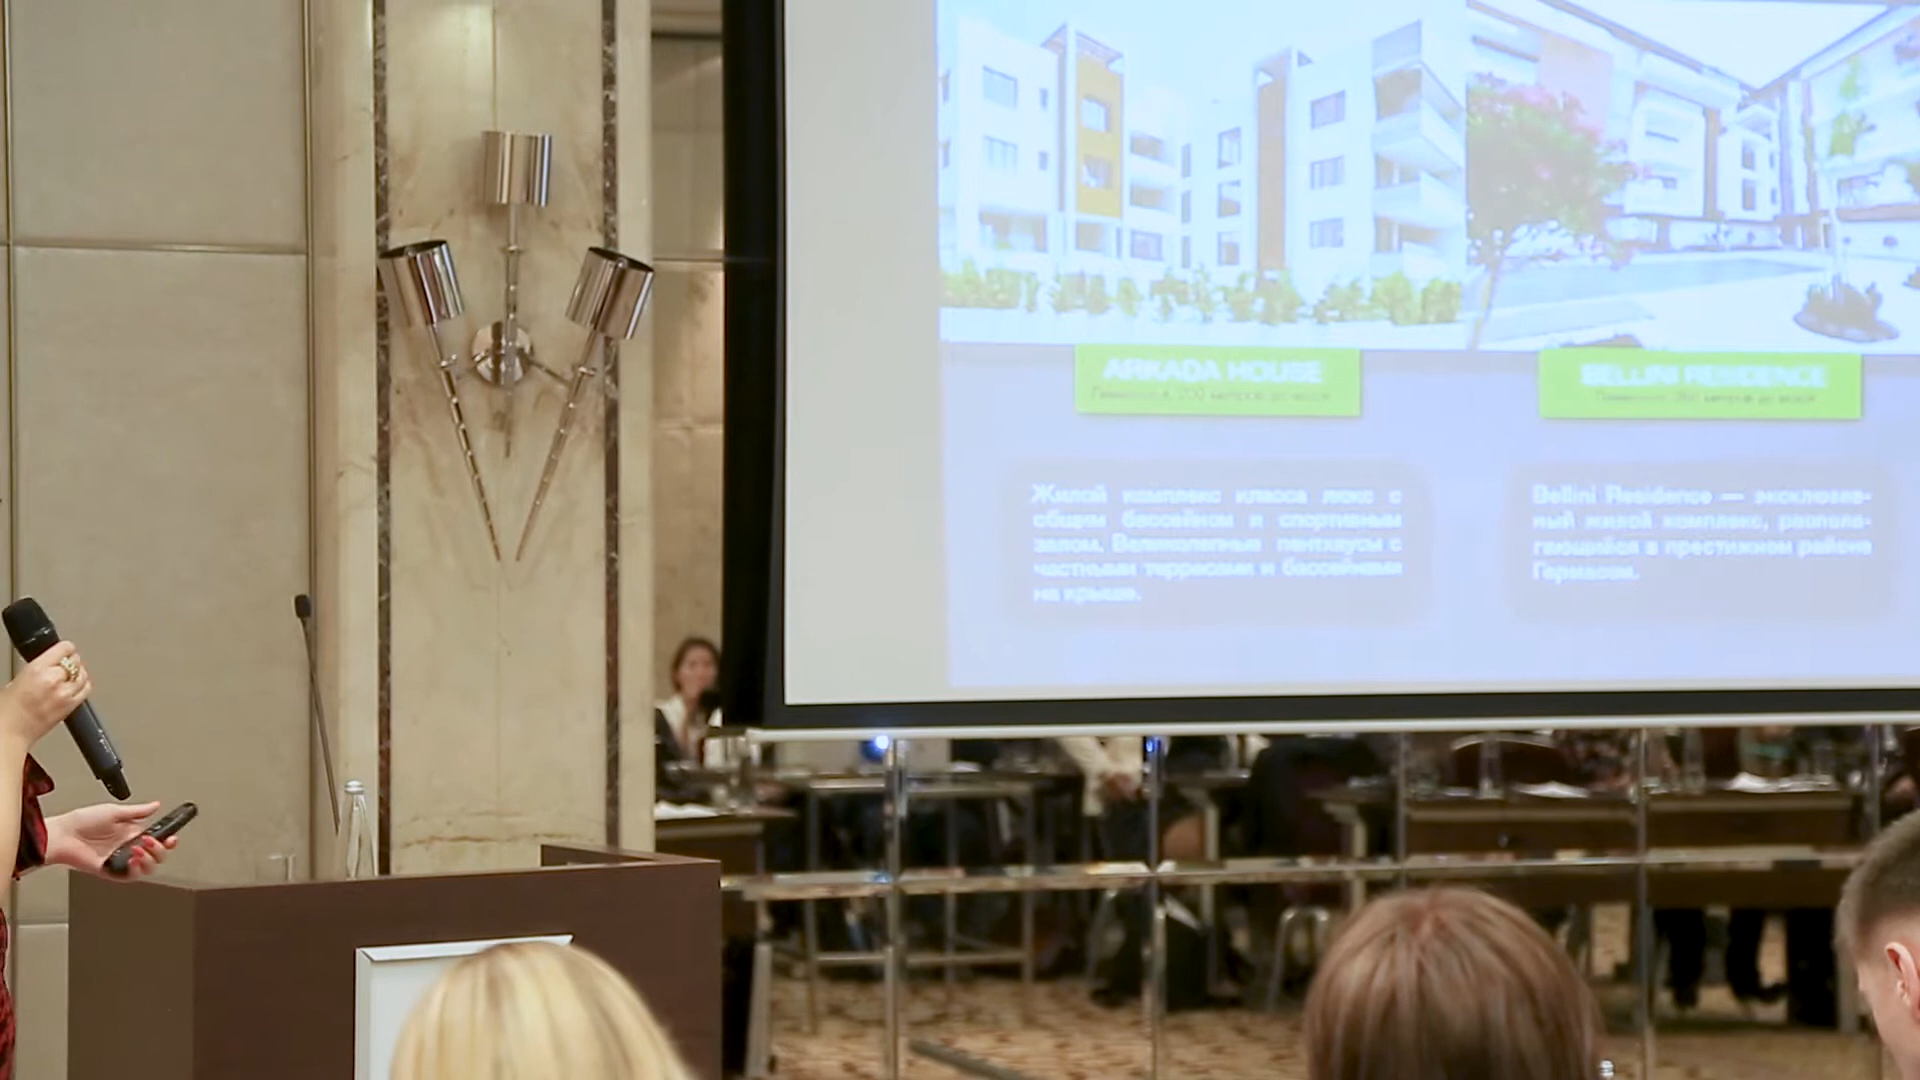 ARKADA HOUSE
BELLINI RESIDENCE
Жилой комплекс класса люкс с
общим бассейном и спортивным
залом. Великолепные пентхаусы с
частными террасами и бассейнами
на крыше.
Bellini Residence — эксклюзив-
ный жилой комплекс, распола-
гающийся в престижном районе
Гермасои.